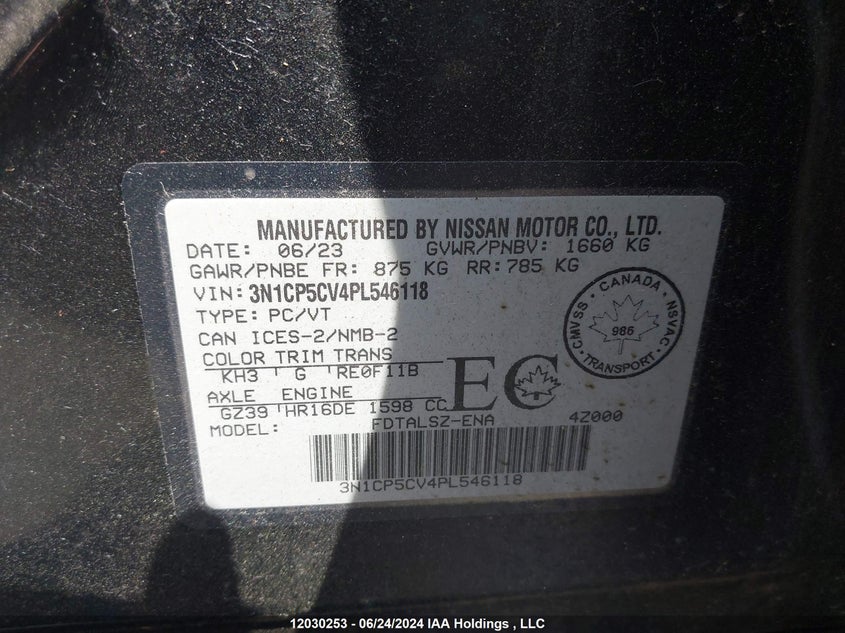 MANUFACTURED BY NISSAN MOTOR CO., LTD.
DATE: 06/23 GVWR/PNBV: 1660 KG
GAWR/PNBE FR: 875 KG RR: 785 KG
VIN: 3N1CP5CV4PL546118
TYPE: PC/VT
CAN ICES-2/NMB-2
COLOR TRIM TRANS
KH3 ' G ' RE0F11B
AXLE ENGINE
GZ39 ' HR16DE 1598 CC
MODEL: FDTALSZ-ENA 4Z000
EC
CMVSS · CANADA · NSVAC
986
TRANSPORT
3N1CP5CV4PL546118
12030253 - 06/24/2024 IAA Holdings , LLC